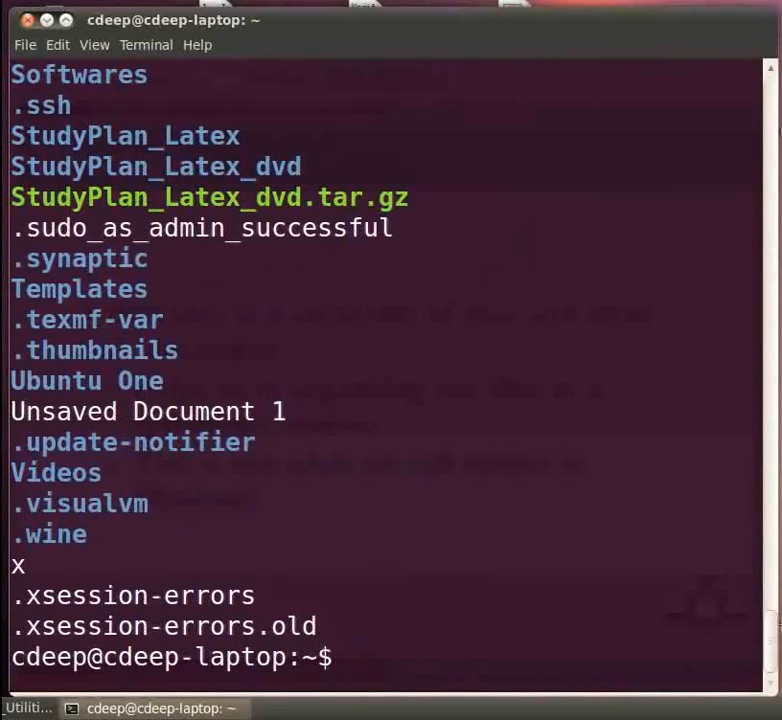 cdeep@cdeep-laptop: ~
File Edit View Terminal Help
Softwares
.ssh
StudyPlan_Latex
StudyPlan_Latex_dvd
StudyPlan_Latex_dvd.tar.gz
.sudo_as_admin_successful
.synaptic
Templates
.texmf-var
.thumbnails
Ubuntu One
Unsaved Document 1
.update-notifier
Videos
.visualvm
.wine
x
.xsession-errors
.xsession-errors.old
cdeep@cdeep-laptop:~$
_Utiliti... cdeep@cdeep-laptop: ~